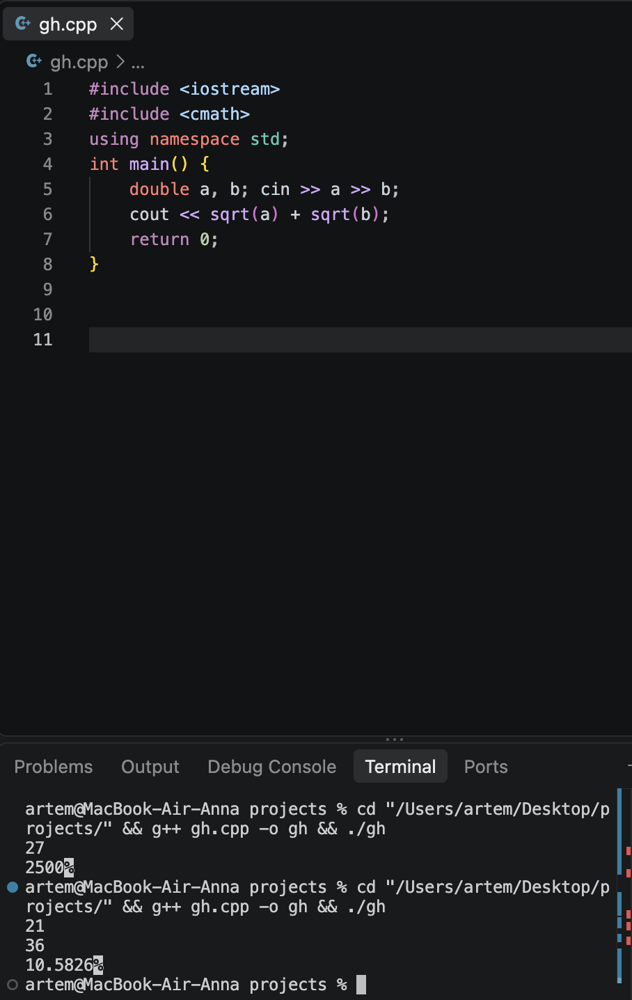 gh.cpp
gh.cpp > ...
1 #include <iostream>
2 #include <cmath>
3 using namespace std;
4 int main() {
5     double a, b; cin >> a >> b;
6     cout << sqrt(a) + sqrt(b);
7     return 0;
8 }
9
10
11
Problems Output Debug Console Terminal Ports
artem@MacBook-Air-Anna projects % cd "/Users/artem/Desktop/p
rojects/" && g++ gh.cpp -o gh && ./gh
27
2500%
artem@MacBook-Air-Anna projects % cd "/Users/artem/Desktop/p
rojects/" && g++ gh.cpp -o gh && ./gh
21
36
10.5826%
artem@MacBook-Air-Anna projects %